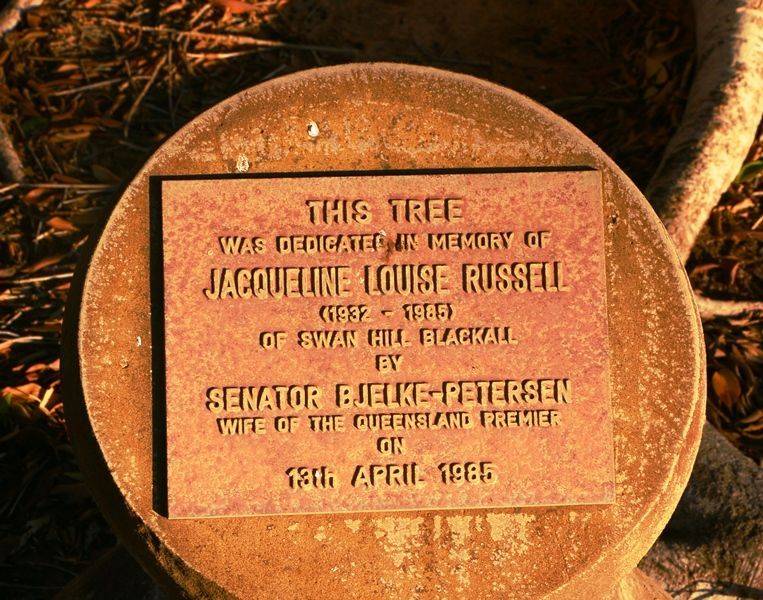 THIS TREE
WAS DEDICATED IN MEMORY OF
JACQUELINE LOUISE RUSSELL
(1932 - 1985)
OF SWAN HILL BLACKALL
BY
SENATOR BJELKE-PETERSEN
WIFE OF THE QUEENSLAND PREMIER
ON
13th APRIL 1985